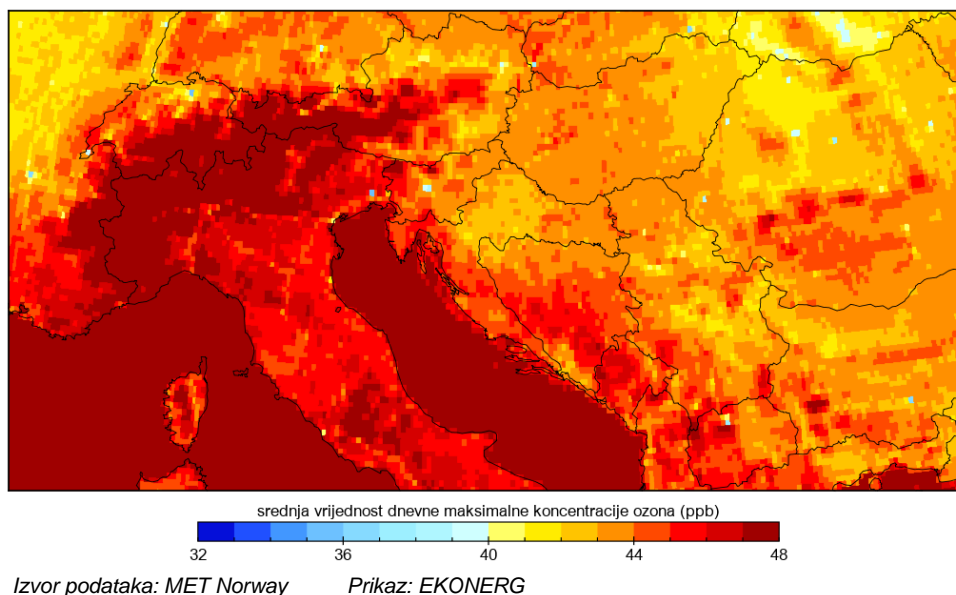 srednja vrijednost dnevne maksimalne koncentracije ozona (ppb)
32 36 40 44 48
Izvor podataka: MET Norway Prikaz: EKONERG